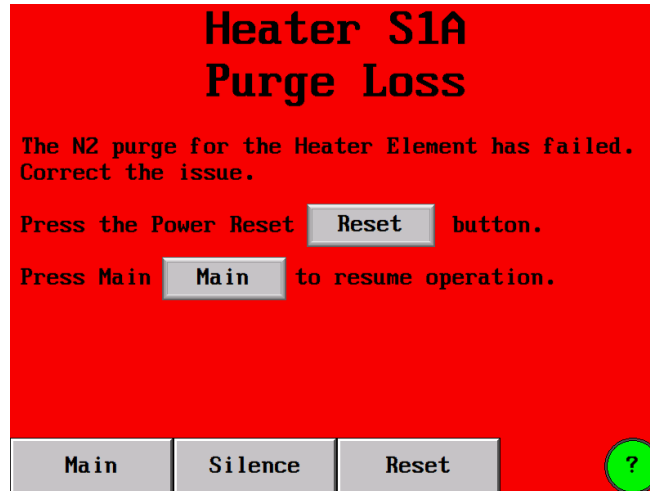 Heater S1A
Purge Loss
The N2 purge for the Heater Element has failed.
Correct the issue.
Press the Power Reset Reset button.
Press Main Main to resume operation.
Main Silence Reset ?